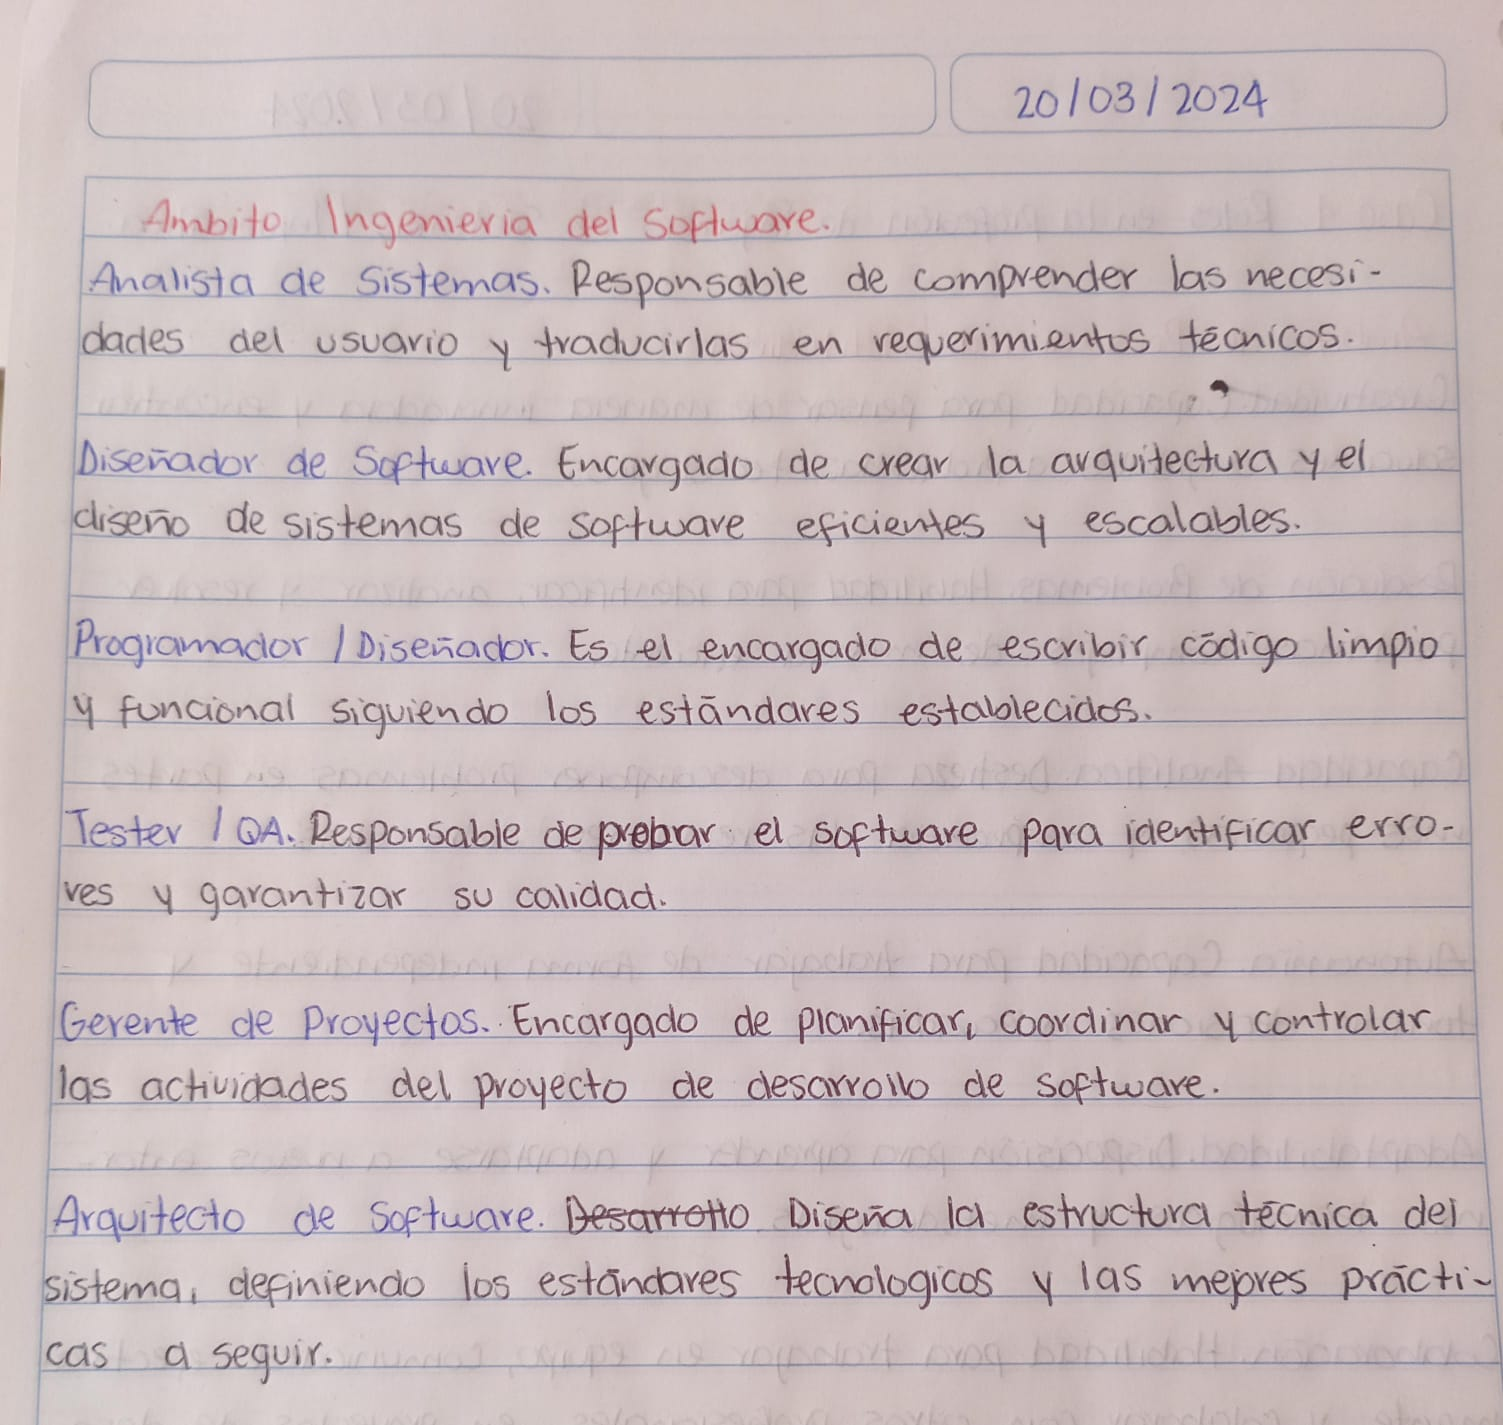 20/03/2024
Ambito Ingenieria del Software.
Analista de Sistemas. Responsable de comprender las necesi-
dades del usuario y traducirlas en requerimientos técnicos.
Diseñador de Software. Encargado de crear la arquitectura y el
diseño de sistemas de software eficientes y escalables.
Programador / Diseñador. Es el encargado de escribir código limpio
y funcional siguiendo los estándares establecidos.
Tester / QA. Responsable de probar el software para identificar erro-
res y garantizar su calidad.
Gerente de Proyectos. Encargado de planificar, coordinar y controlar
las actividades del proyecto de desarrollo de software.
Arquitecto de Software. Desarrollo Diseña la estructura técnica del
sistema, definiendo los estándares tecnologicos y las mejores prácti-
cas a seguir.